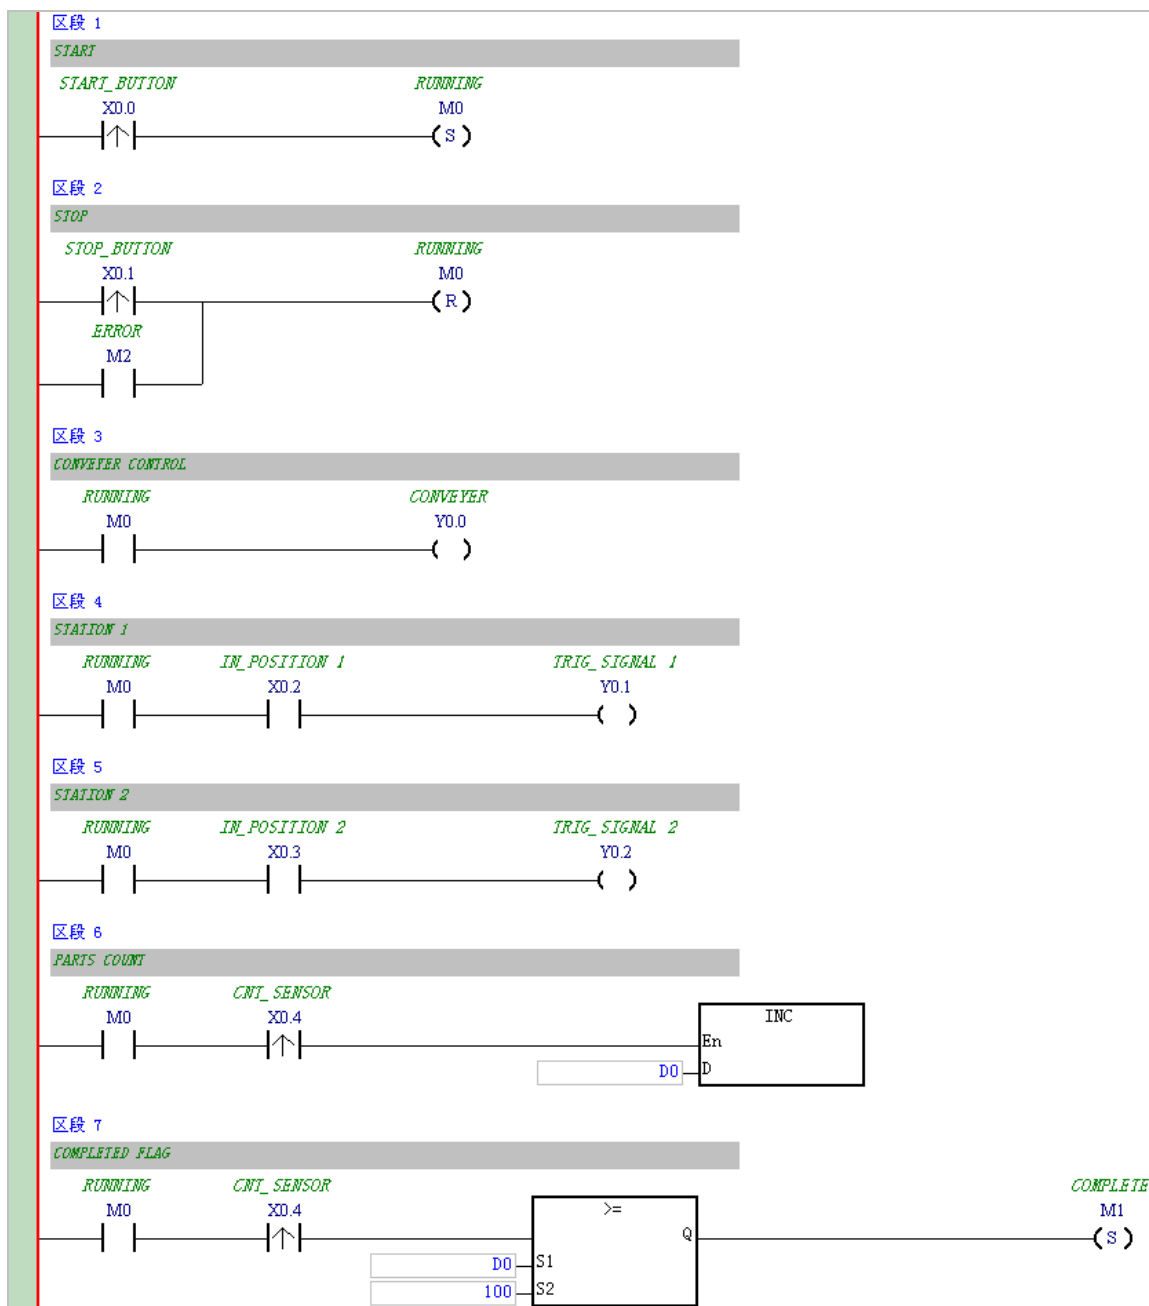 区段 1
START
START_BUTTON RUNNING
X0.0 M0
S
区段 2
STOP
STOP_BUTTON RUNNING
X0.1 M0
R
ERROR
M2
区段 3
CONVEYER CONTROL
RUNNING CONVEYER
M0 Y0.0
区段 4
STATION 1
RUNNING IN_POSITION 1 TRIG_SIGNAL 1
M0 X0.2 Y0.1
区段 5
STATION 2
RUNNING IN_POSITION 2 TRIG_SIGNAL 2
M0 X0.3 Y0.2
区段 6
PARTS COUNT
RUNNING CNT_SENSOR
M0 X0.4 INC
En
D0 D
区段 7
COMPLETED FLAG
RUNNING CNT_SENSOR COMPLETE
M0 X0.4 >= M1
Q S
D0 S1
100 S2